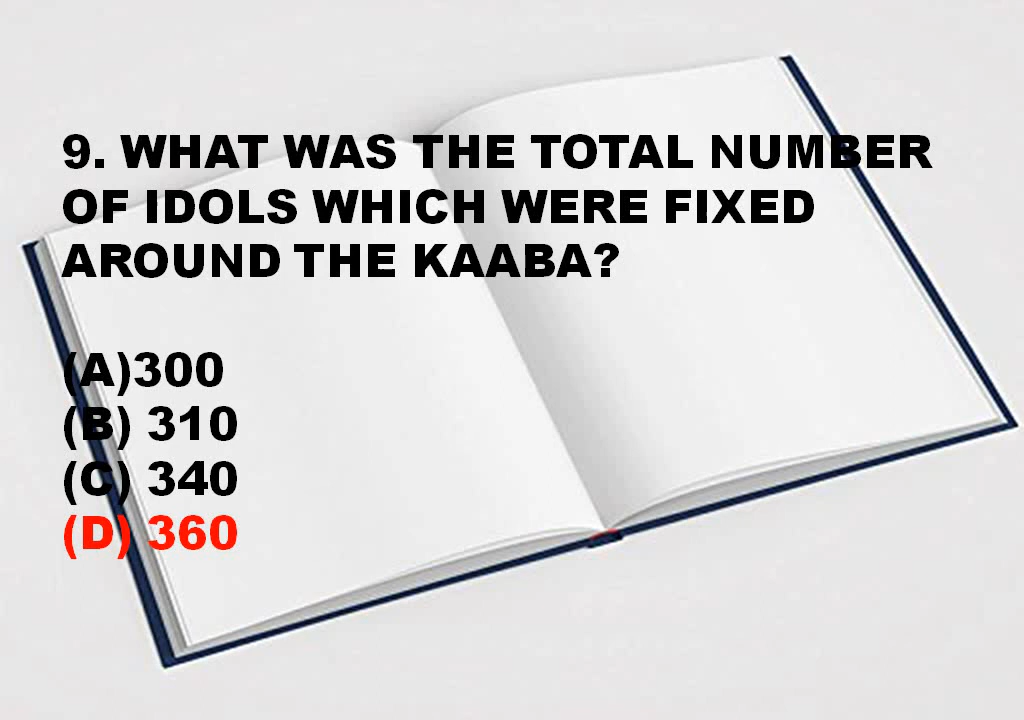 9. WHAT WAS THE TOTAL NUMBER
OF IDOLS WHICH WERE FIXED
AROUND THE KAABA?
(A)300
(B) 310
(C) 340
(D) 360